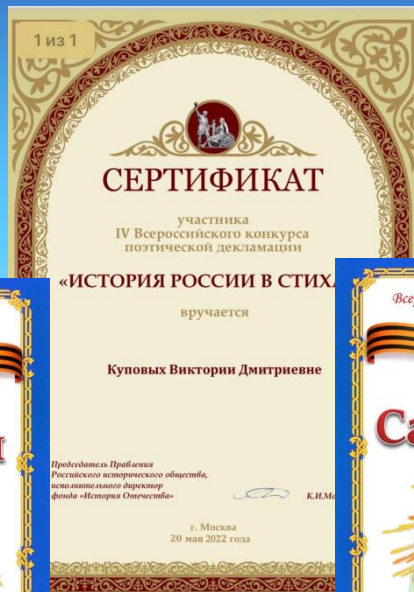 1 из 1
СЕРТИФИКАТ
участника
IV Всероссийского конкурса
поэтической декламации
«ИСТОРИЯ РОССИИ В
вручается
Куповых Виктории Дмитриевне
Председатель Правления
Российского исторического общества,
исполнительного директор
фонда «История Отечества»
г. Москва
20 мая 2022 года